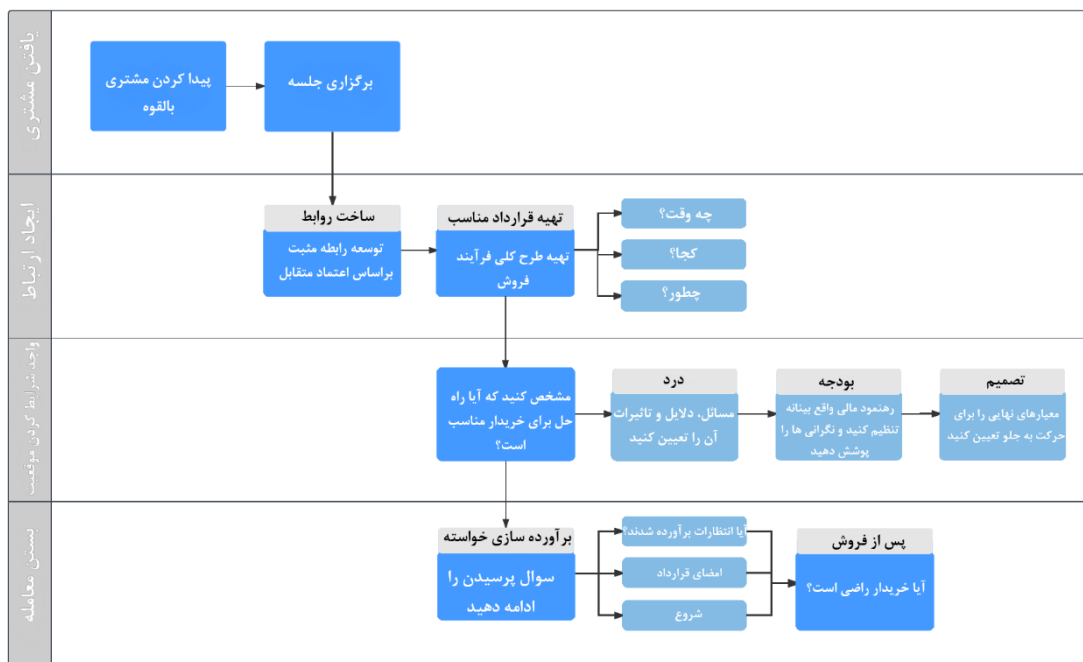 یافتن مشتری
پیدا کردن مشتری
بالقوه
برگزاری جلسه
ایجاد ارتباط
ساخت روابط
توسعه رابطه مثبت
براساس اعتماد متقابل
تهیه قرارداد مناسب
تهیه طرح کلی فرآیند
فروش
چه وقت؟
کجا؟
چطور؟
واجد شرایط کردن موقعیت
مشخص کنید که آیا راه
حل برای خریدار مناسب
است؟
درد
مسائل، دلایل و تاثیرات
آن را تعیین کنید
بودجه
رهنمود مالی واقع بینانه
تنظیم کنید و نگرانی ها را
پوشش دهید
تصمیم
معیارهای نهایی را برای
حرکت به جلو تعیین کنید
بستن معامله
برآورده سازی خواسته
سوال پرسیدن را
ادامه دهید
آیا انتظارات برآورده شدند؟
امضای قرارداد
شروع
پس از فروش
آیا خریدار راضی است؟